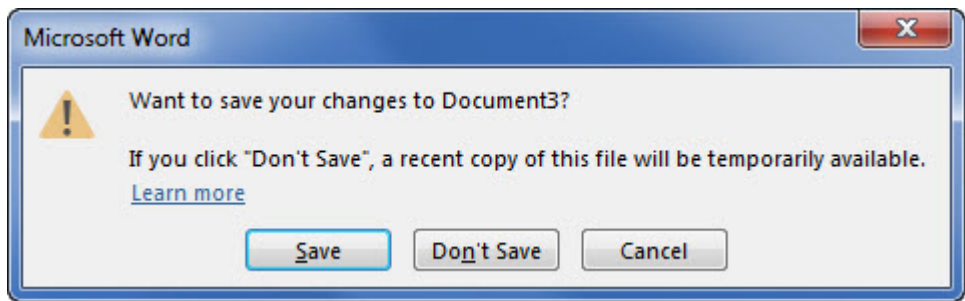 Microsoft Word
Want to save your changes to Document3?
If you click "Don't Save", a recent copy of this file will be temporarily available.
Learn more
Save Don't Save Cancel